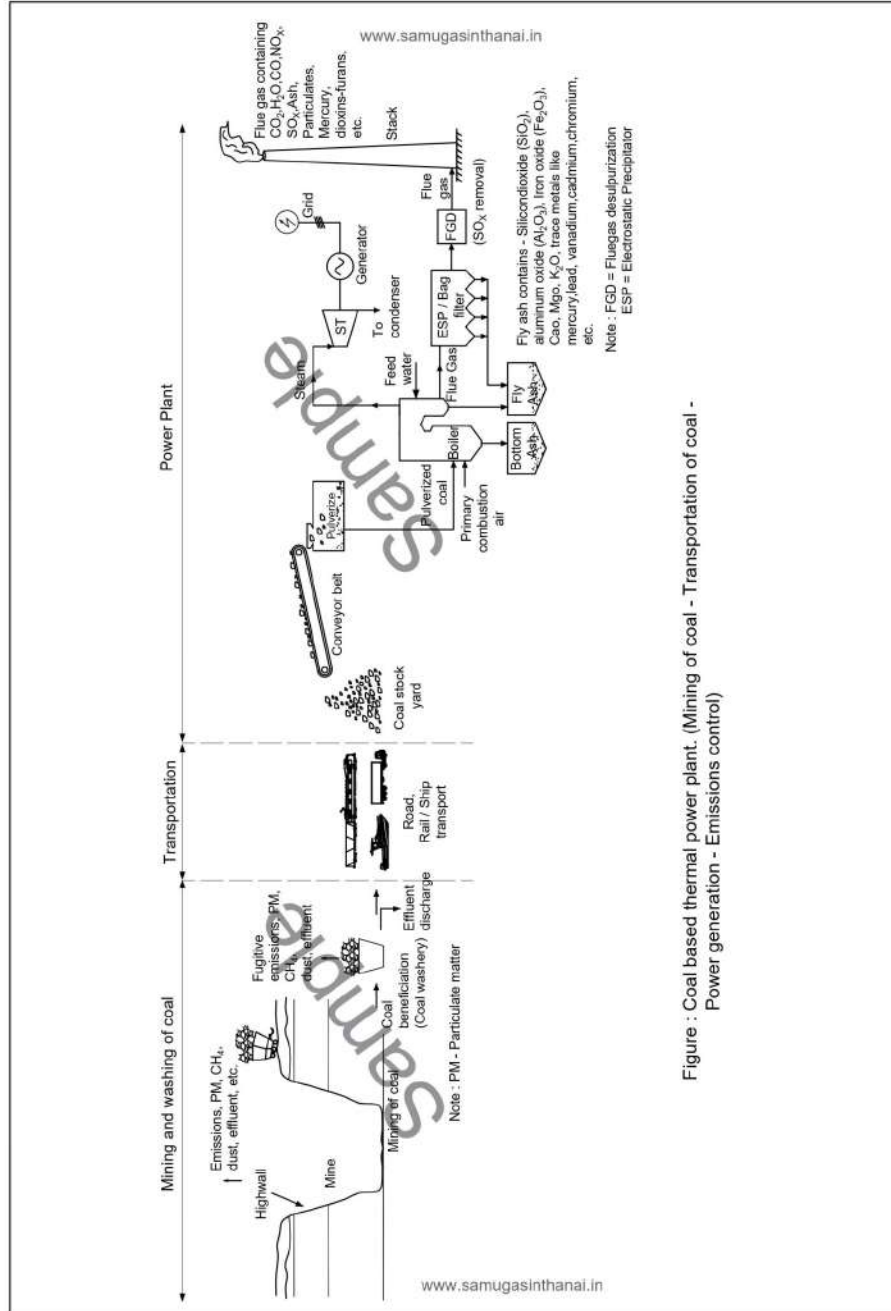 www.samugasinthanai.in
Mining and washing of coal
Transportation
Power Plant
Emissions, PM, CH₄,
dust, effluent, etc.
Highwall
Mine
Mining of coal
Fugitive
emissions, PM,
CH₄,
dust, effluent
Coal
beneficiation
(Coal washery)
Effluent
discharge
Note : PM - Particulate matter
Road,
Rail / Ship
transport
Coal stock
yard
Conveyor belt
Pulverize
Pulverized
coal
Primary
combustion
air
Boiler
Feed
water
Steam
ST
To
condenser
Generator
Grid
Flue Gas
ESP / Bag
filter
FGD
(SOX removal)
Flue
gas
Stack
Flue gas containing
CO₂,H₂O,CO,NOX,
SOX,Ash,
Particulates,
Mercury,
dioxins-furans,
etc.
Bottom
Ash
Fly
Ash
Fly ash contains - Silicondioxide (SiO₂),
aluminum oxide (Al₂O₃), Iron oxide (Fe₂O₃),
Cao, Mgo, K₂O, trace metals like
mercury,lead, vanadium,cadmium,chromium,
etc.
Note : FGD = Fluegas desulpurization
ESP = Electrostatic Precipitator
Sample
Sample
Figure : Coal based thermal power plant. (Mining of coal - Transportation of coal -
Power generation - Emissions control)
www.samugasinthanai.in